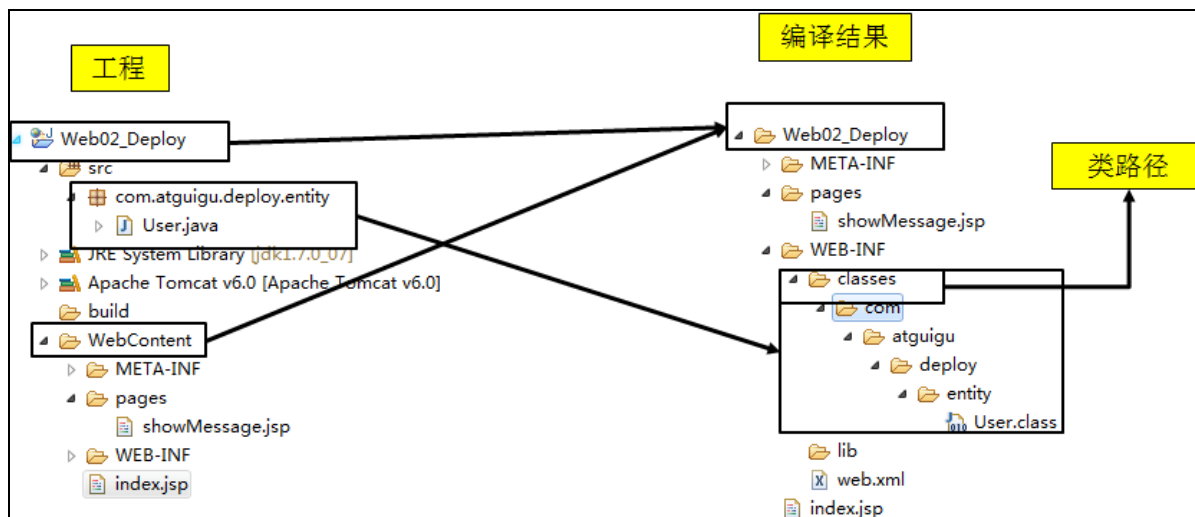 工程
Web02_Deploy
src
com.atguigu.deploy.entity
User.java
JRE System Library [jdk1.7.0_07]
Apache Tomcat v6.0 [Apache Tomcat v6.0]
build
WebContent
META-INF
pages
showMessage.jsp
WEB-INF
index.jsp
编译结果
Web02_Deploy
META-INF
pages
showMessage.jsp
WEB-INF
classes
com
atguigu
deploy
entity
User.class
lib
web.xml
index.jsp
类路径